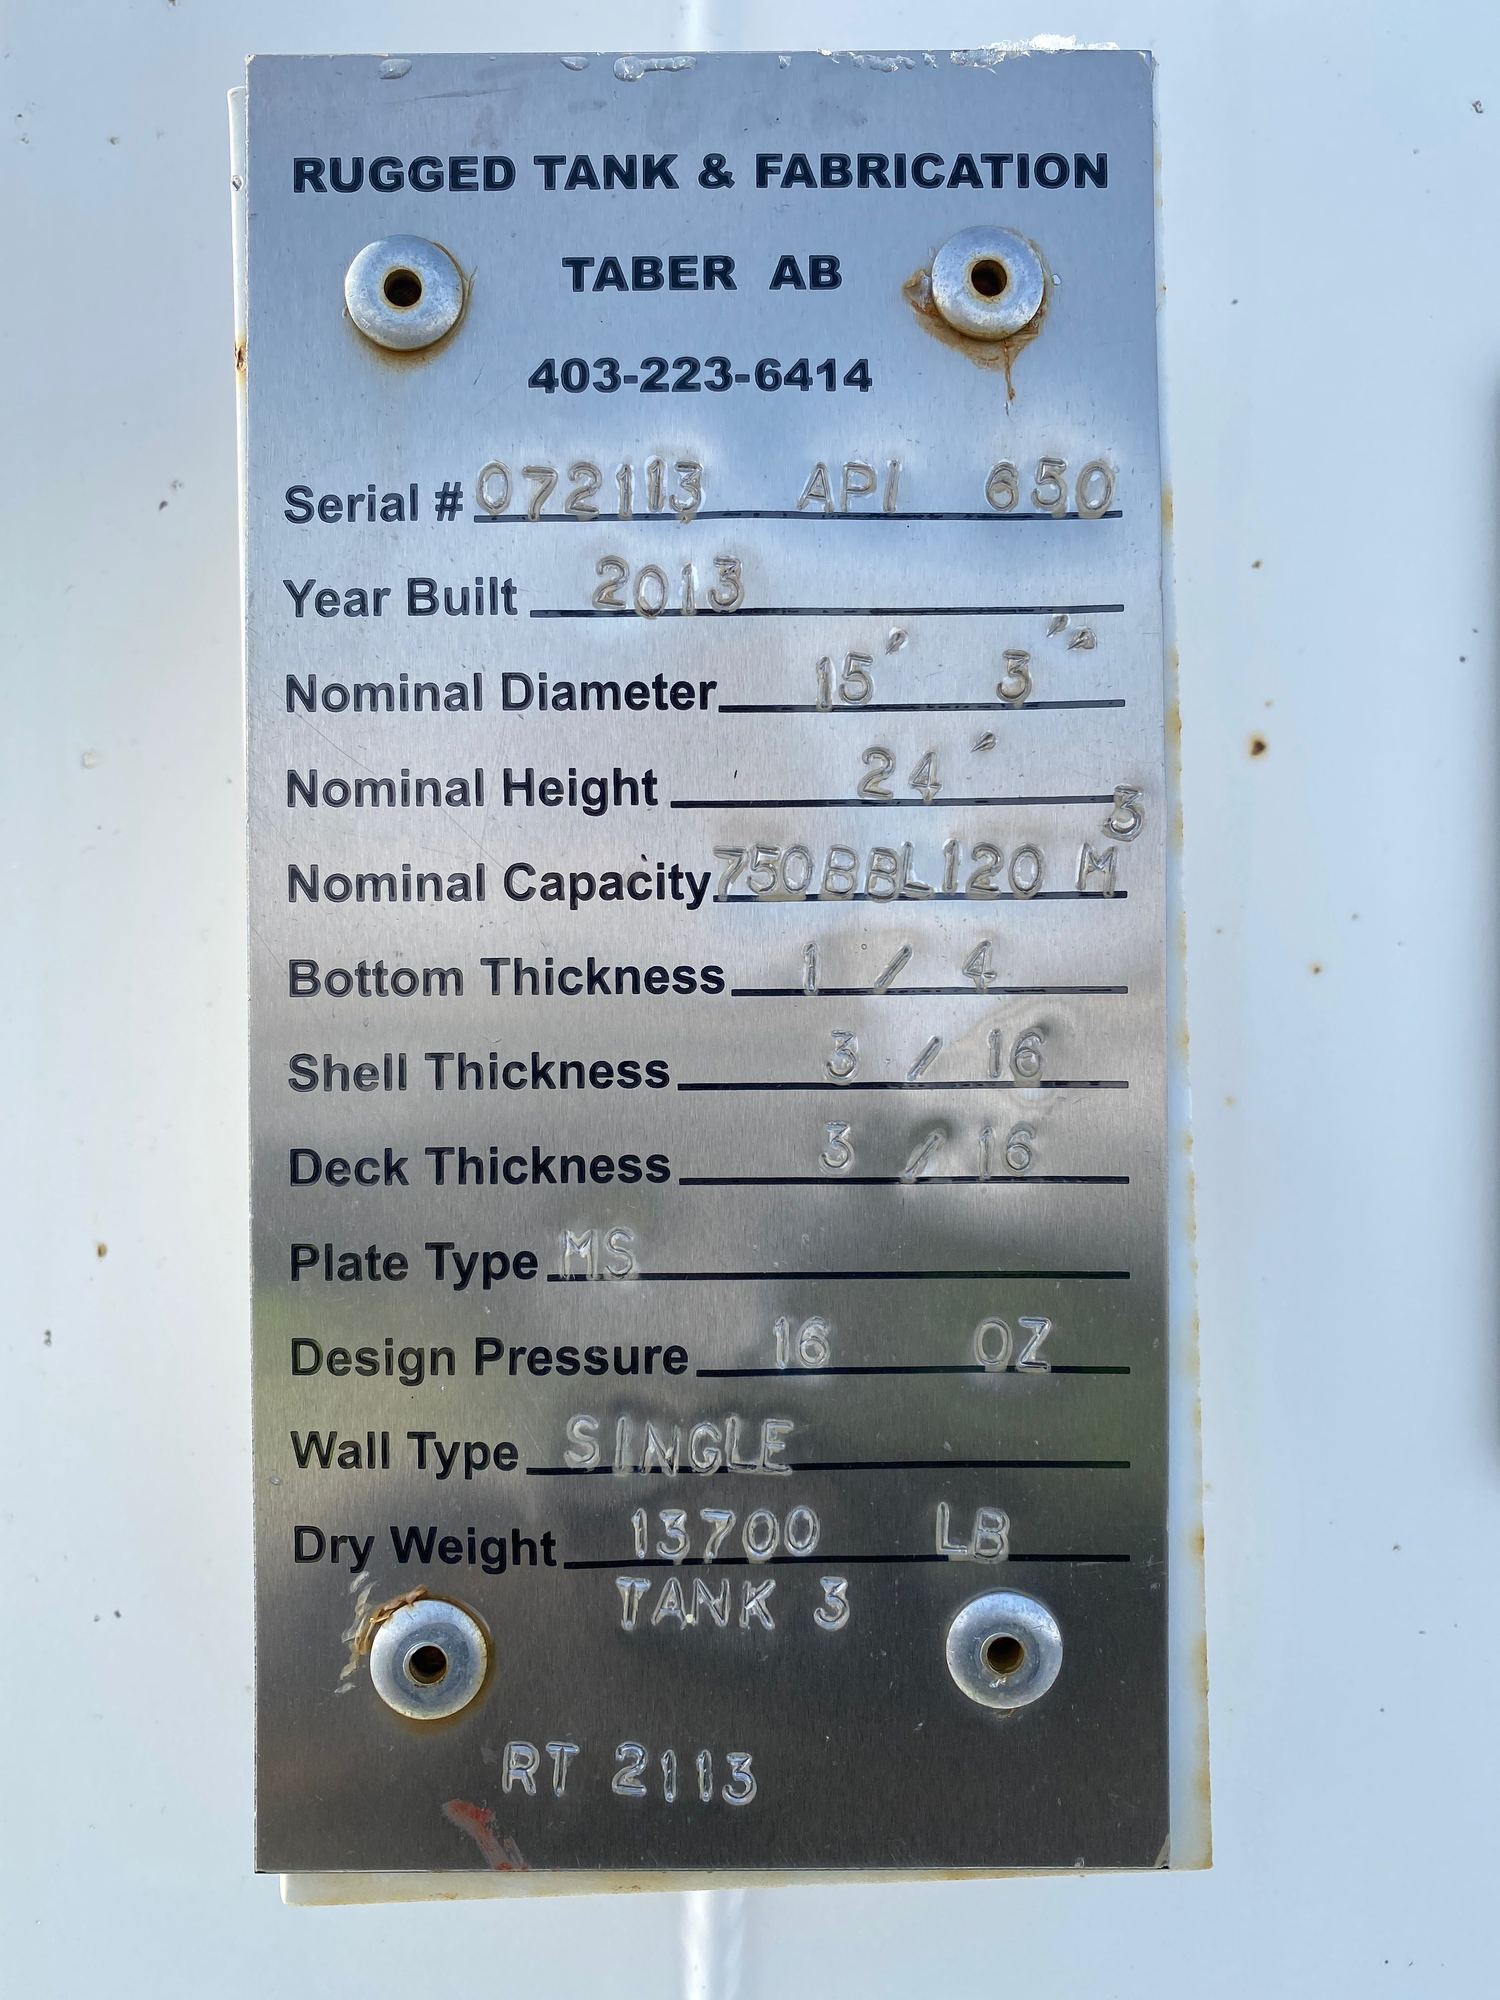 RUGGED TANK & FABRICATION
TABER AB
403-223-6414
Serial # 072113 API 650
Year Built 2013
Nominal Diameter 15' 3"
Nominal Height 24'
Nominal Capacity 750BBL 120 M3
Bottom Thickness 1 / 4
Shell Thickness 3 / 16
Deck Thickness 3 / 16
Plate Type MS
Design Pressure 16 OZ
Wall Type SINGLE
Dry Weight 13700 LB
TANK 3
RT 2113